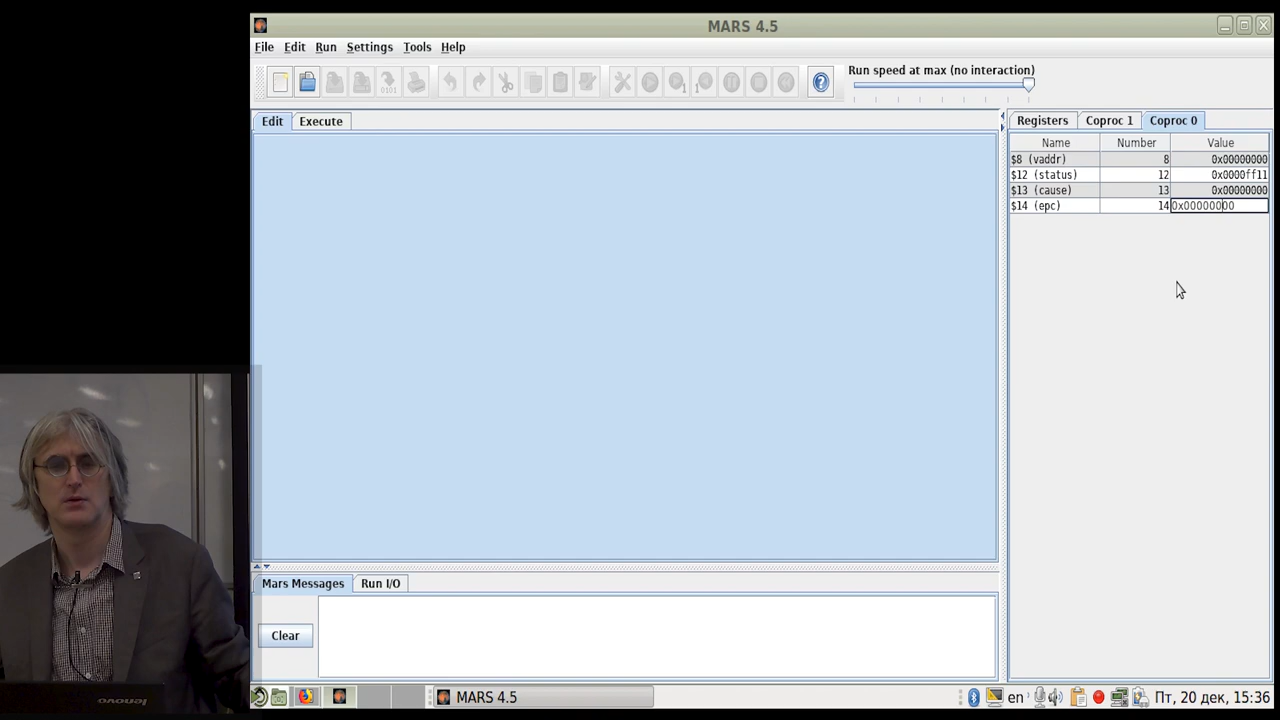 MARS 4.5
File Edit Run Settings Tools Help
Run speed at max (no interaction)
Edit Execute
Registers Coproc 1 Coproc 0
Name Number Value
$8 (vaddr) 8 0x00000000
$12 (status) 12 0x0000ff11
$13 (cause) 13 0x00000000
$14 (epc) 14 0x00000000
Mars Messages Run I/O
Clear
lenovo
MARS 4.5 en Пт, 20 дек, 15:36